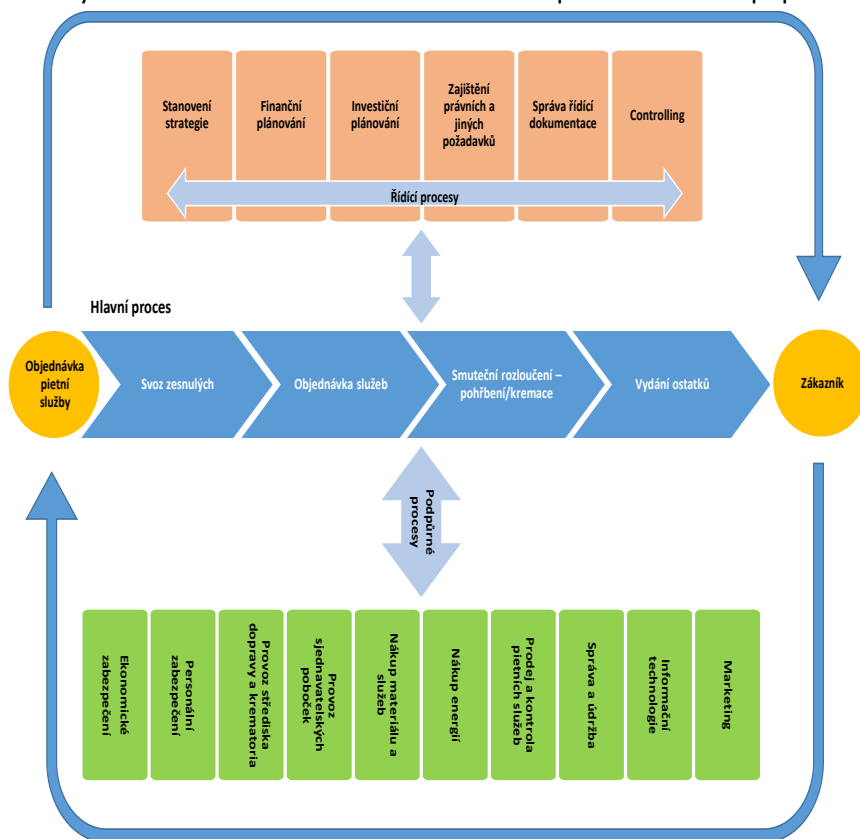 Stanovení
strategie
Finanční
plánování
Investiční
plánování
Zajištění
právních a
jiných
požadavků
Správa řídící
dokumentace
Controlling
Řídící procesy
Hlavní proces
Objednávka
pietní
služby
Svoz zesnulých
Objednávka služeb
Smuteční rozloučení –
pohřbení/kremace
Vydání ostatků
Zákazník
Podpůrné
procesy
Ekonomické
zabezpečení
Personální
zabezpečení
Provoz střediska
dopravy a krematoria
Provoz
sjednavatelských
poboček
Nákup materiálu a
služeb
Nákup energií
Prodej a kontrola
pietních služeb
Správa a údržba
Informační
technologie
Marketing